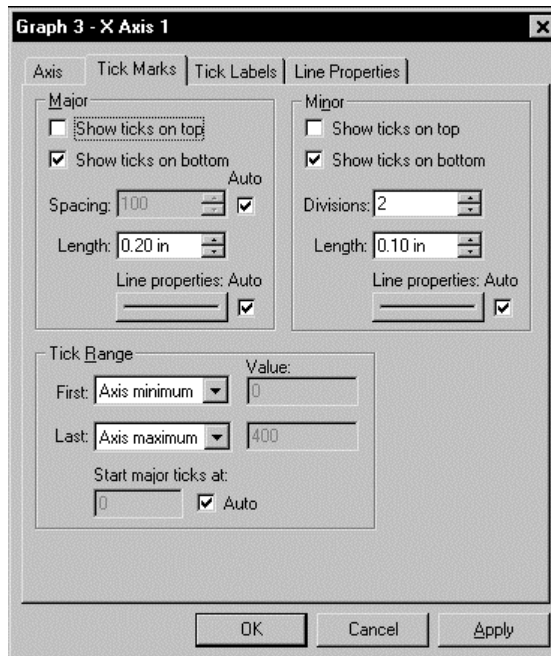 Graph 3 - X Axis 1
Axis
Tick Marks
Tick Labels
Line Properties
Major
Show ticks on top
Show ticks on bottom
Auto
Spacing: 100
Length: 0.20 in
Line properties: Auto
Minor
Show ticks on top
Show ticks on bottom
Divisions: 2
Length: 0.10 in
Line properties: Auto
Tick Range
Value:
First: Axis minimum 0
Last: Axis maximum 400
Start major ticks at:
0 Auto
OK
Cancel
Apply